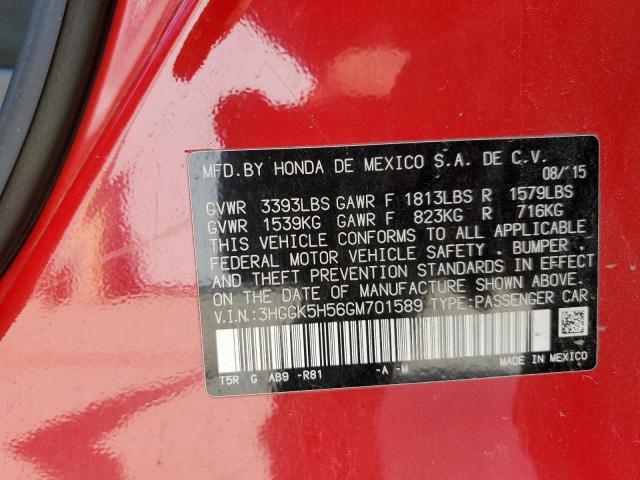 MFD.BY HONDA DE MEXICO S.A. DE C.V.
08/'15
GVWR 3393LBS GAWR F 1813LBS R 1579LBS
GVWR 1539KG GAWR F 823KG R 716KG
THIS VEHICLE CONFORMS TO ALL APPLICABLE
FEDERAL MOTOR VEHICLE SAFETY . BUMPER .
AND THEFT PREVENTION STANDARDS IN EFFECT
ON THE DATE OF MANUFACTURE SHOWN ABOVE.
V.I.N:3HGGK5H56GM701589 TYPE:PASSENGER CAR
MADE IN MEXICO
T5R G AB9 -R81 -A -M